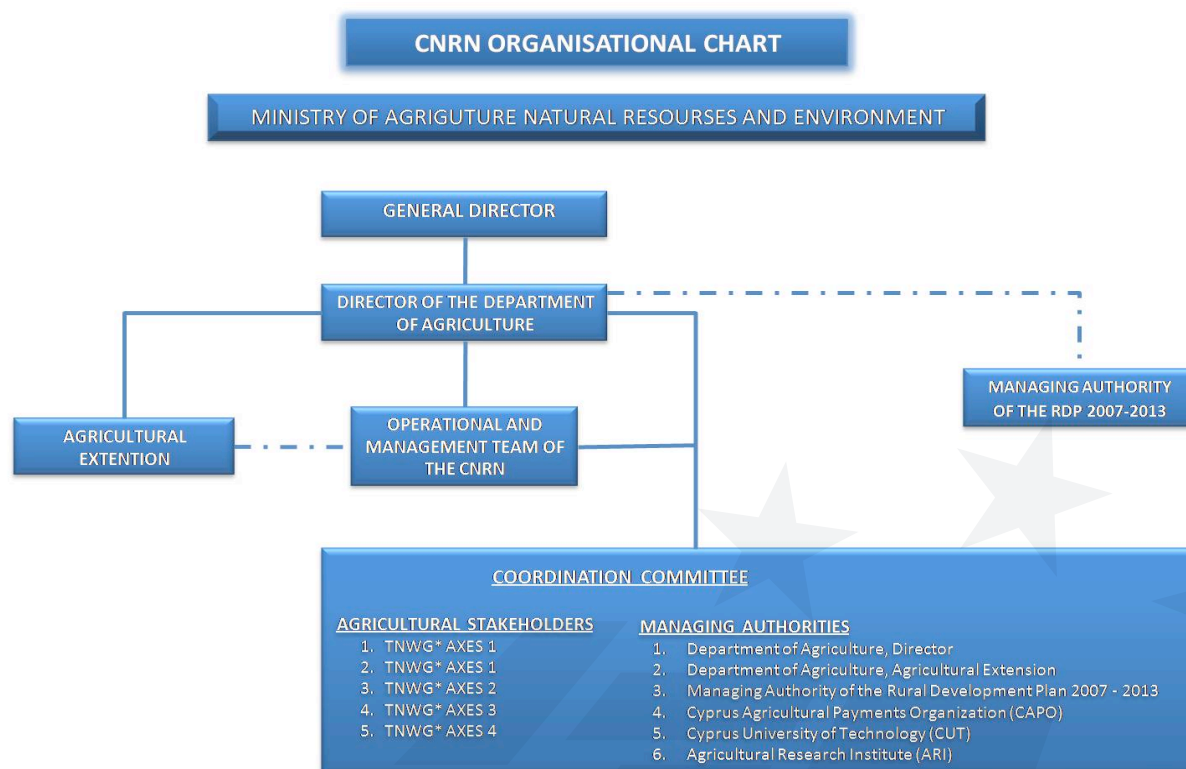 CNRN ORGANISATIONAL CHART
MINISTRY OF AGRIGUTURE NATURAL RESOURSES AND ENVIRONMENT
GENERAL DIRECTOR
DIRECTOR OF THE DEPARTMENT
OF AGRICULTURE
MANAGING AUTHORITY
OF THE RDP 2007-2013
AGRICULTURAL
EXTENTION
OPERATIONAL AND
MANAGEMENT TEAM OF
THE CNRN
COORDINATION COMMITTEE
AGRICULTURAL STAKEHOLDERS
1. TNWG* AXES 1
2. TNWG* AXES 1
3. TNWG* AXES 2
4. TNWG* AXES 3
5. TNWG* AXES 4
MANAGING AUTHORITIES
1. Department of Agriculture, Director
2. Department of Agriculture, Agricultural Extension
3. Managing Authority of the Rural Development Plan 2007 - 2013
4. Cyprus Agricultural Payments Organization (CAPO)
5. Cyprus University of Technology (CUT)
6. Agricultural Research Institute (ARI)